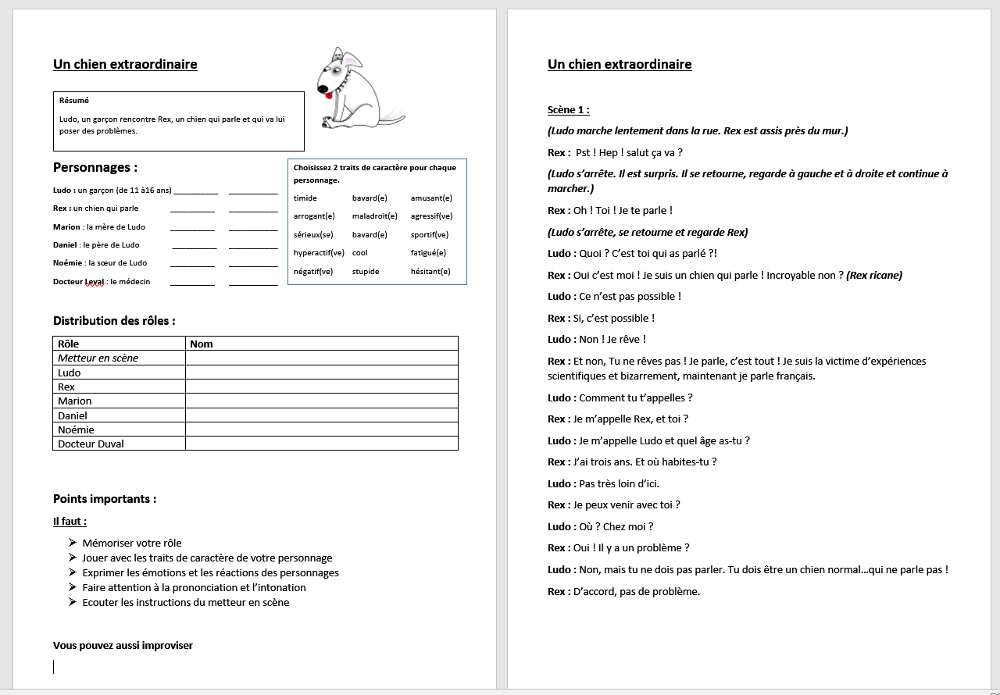 Un chien extraordinaire
Résumé
Ludo, un garçon rencontre Rex, un chien qui parle et qui va lui
poser des problèmes.
Personnages :
Ludo : un garçon (de 11 à16 ans) __________ ___________
Rex : un chien qui parle __________ ___________
Marion : la mère de Ludo __________ ___________
Daniel : le père de Ludo __________ ___________
Noémie : la sœur de Ludo __________ ___________
Docteur Leval : le médecin __________ ___________
Choisissez 2 traits de caractère pour chaque
personnage.
timide bavard(e) amusant(e)
arrogant(e) maladroit(e) agressif(ve)
sérieux(se) bavard(e) sportif(ve)
hyperactif(ve) cool fatigué(e)
négatif(ve) stupide hésitant(e)
Distribution des rôles :
Rôle Nom
Metteur en scène
Ludo
Rex
Marion
Daniel
Noémie
Docteur Duval
Points importants :
Il faut :
➢ Mémoriser votre rôle
➢ Jouer avec les traits de caractère de votre personnage
➢ Exprimer les émotions et les réactions des personnages
➢ Faire attention à la prononciation et l’intonation
➢ Ecouter les instructions du metteur en scène
Vous pouvez aussi improviser
Un chien extraordinaire
Scène 1 :
(Ludo marche lentement dans la rue. Rex est assis près du mur.)
Rex : Pst ! Hep ! salut ça va ?
(Ludo s’arrête. Il est surpris. Il se retourne, regarde à gauche et à droite et continue à
marcher.)
Rex : Oh ! Toi ! Je te parle !
(Ludo s’arrête, se retourne et regarde Rex)
Ludo : Quoi ? C’est toi qui as parlé ?!
Rex : Oui c’est moi ! Je suis un chien qui parle ! Incroyable non ? (Rex ricane)
Ludo : Ce n’est pas possible !
Rex : Si, c’est possible !
Ludo : Non ! Je rêve !
Rex : Et non, Tu ne rêves pas ! Je parle, c’est tout ! Je suis la victime d’expériences
scientifiques et bizarrement, maintenant je parle français.
Ludo : Comment tu t’appelles ?
Rex : Je m’appelle Rex, et toi ?
Ludo : Je m’appelle Ludo et quel âge as-tu ?
Rex : J’ai trois ans. Et où habites-tu ?
Ludo : Pas très loin d’ici.
Rex : Je peux venir avec toi ?
Ludo : Où ? Chez moi ?
Rex : Oui ! Il y a un problème ?
Ludo : Non, mais tu ne dois pas parler. Tu dois être un chien normal…qui ne parle pas !
Rex : D’accord, pas de problème.